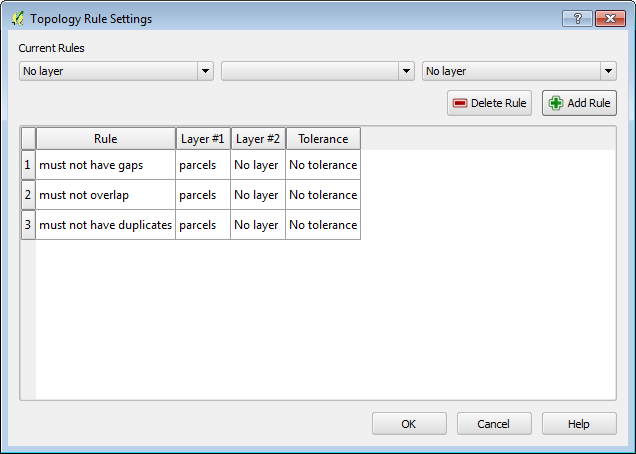 Topology Rule Settings
?
Current Rules
No layer No layer
Delete Rule Add Rule
Rule Layer #1 Layer #2 Tolerance
1 must not have gaps parcels No layer No tolerance
2 must not overlap parcels No layer No tolerance
3 must not have duplicates parcels No layer No tolerance
OK Cancel Help